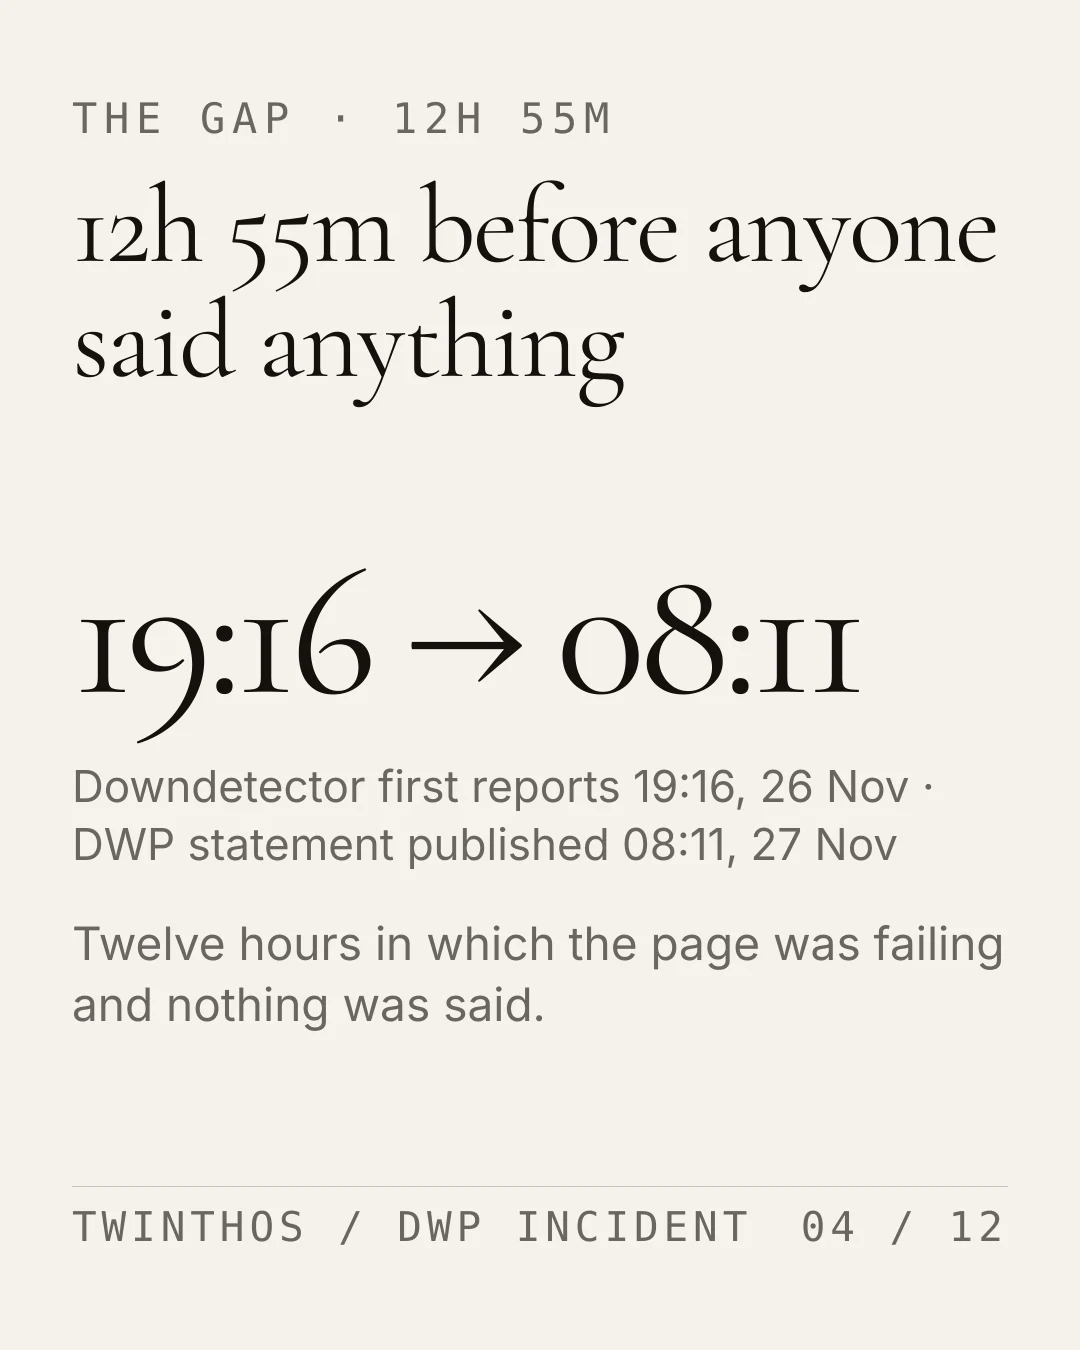 THE GAP · 12H 55M
12h 55m before anyone
said anything
19:16 → 08:11
Downdetector first reports 19:16, 26 Nov ·
DWP statement published 08:11, 27 Nov
Twelve hours in which the page was failing
and nothing was said.
TWINTHOS / DWP INCIDENT 04 / 12